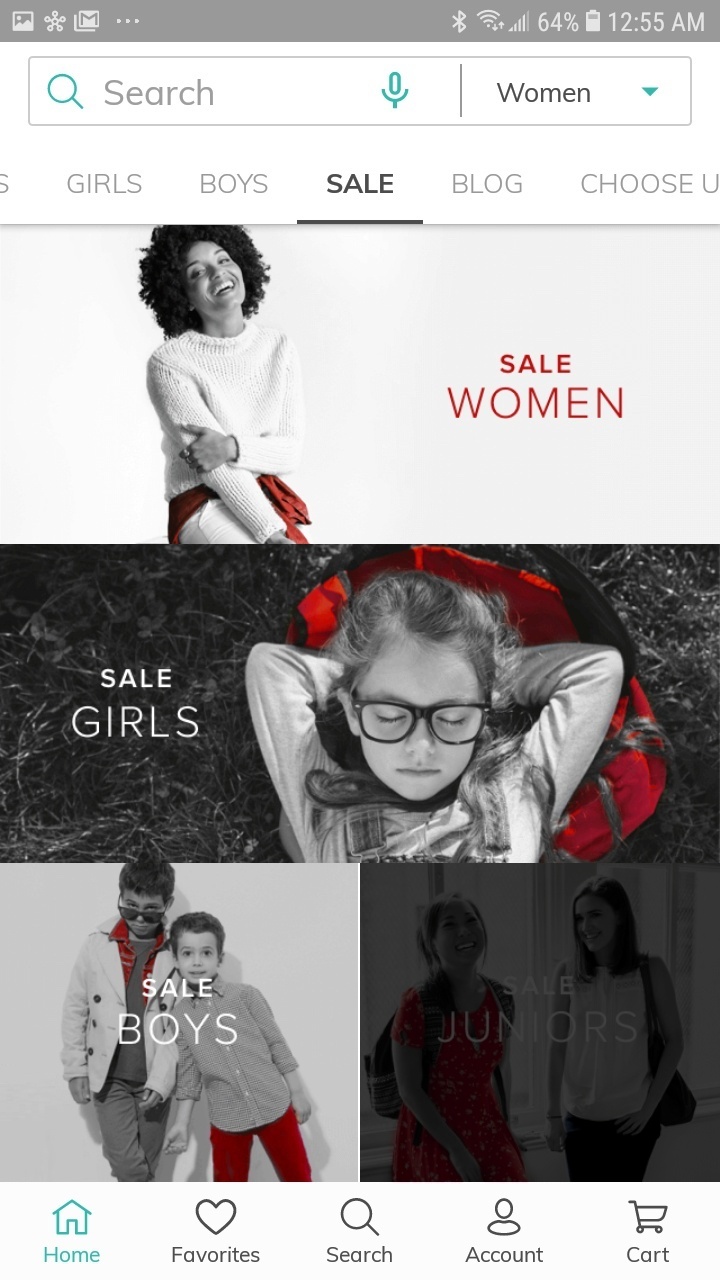 64% 12:55 AM
Search Women
S GIRLS BOYS SALE BLOG CHOOSE U
SALE
WOMEN
SALE
GIRLS
SALE
BOYS
SALE
JUNIORS
Home Favorites Search Account Cart